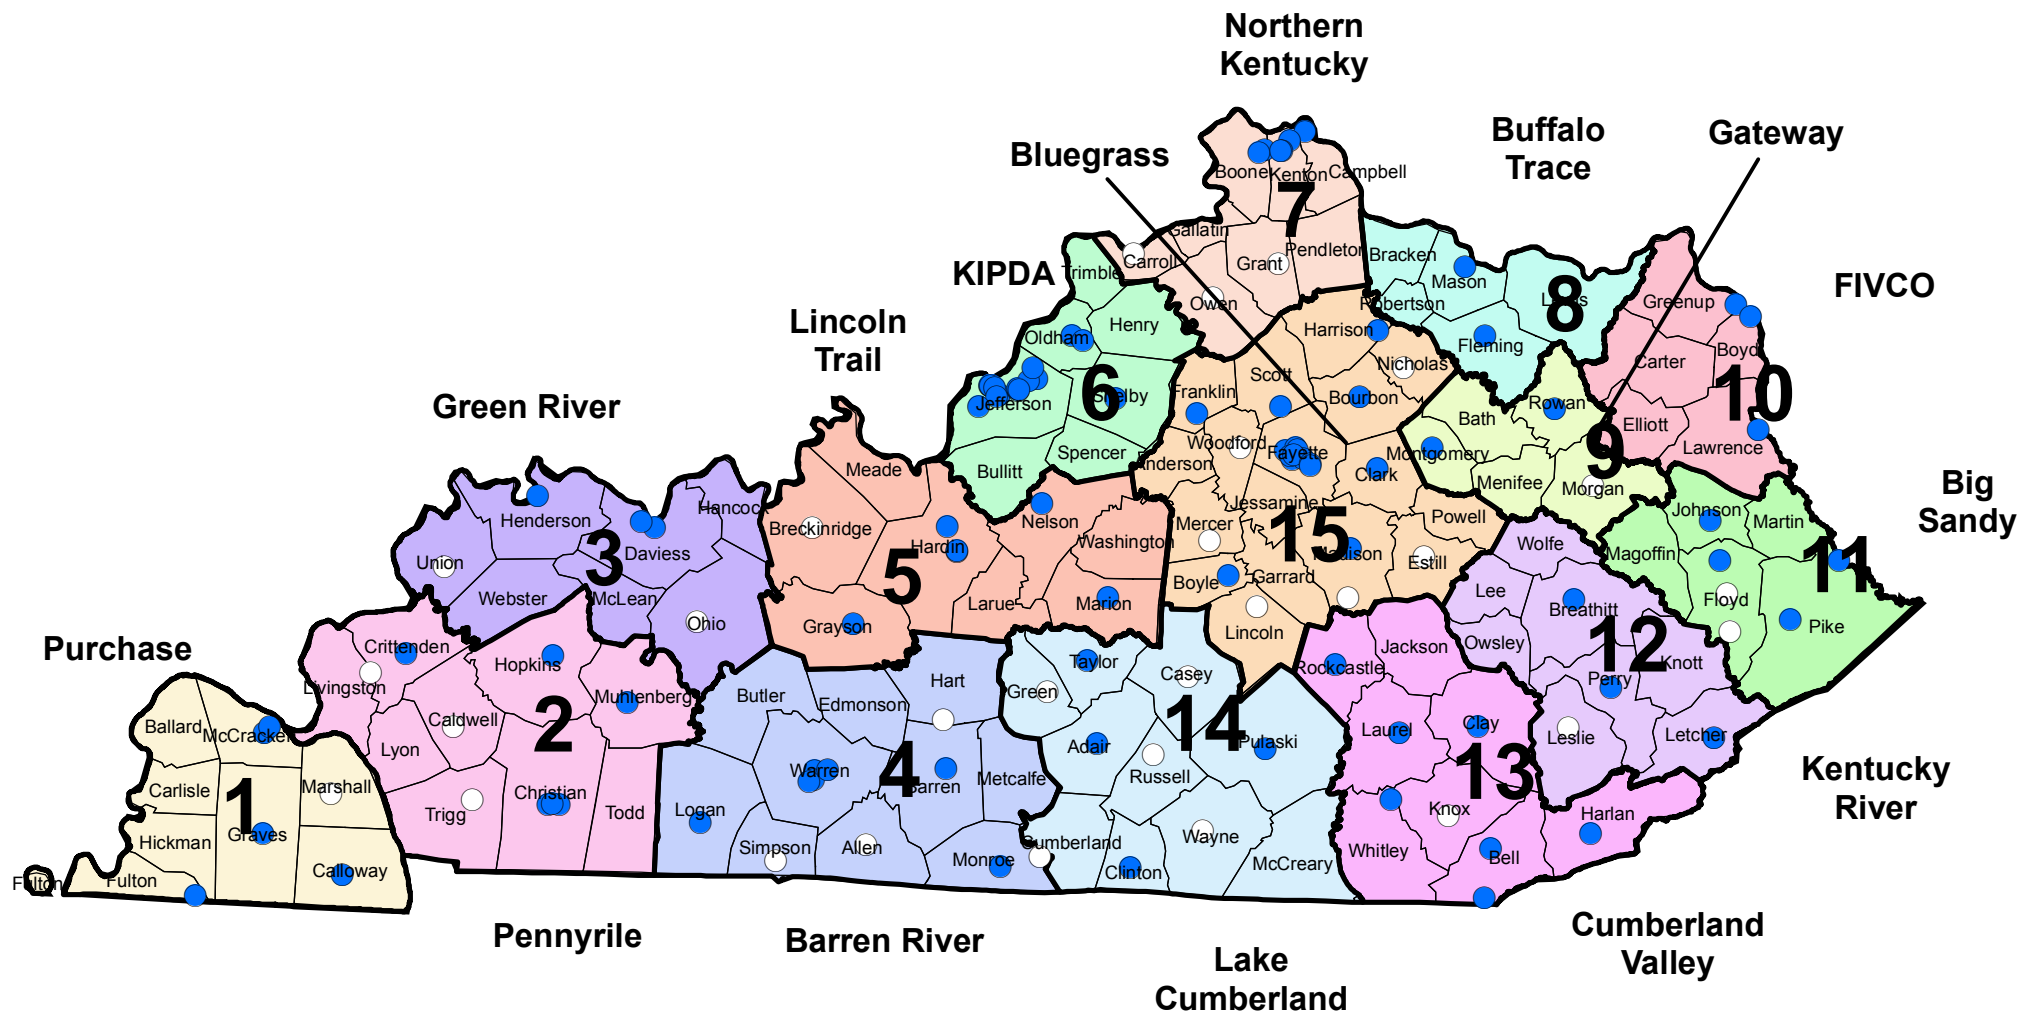 Northern
Kentucky
Buffalo
Trace
Gateway
Bluegrass
KIPDA
FIVCO
Lincoln
Trail
Green River
Big
Sandy
Purchase
Kentucky
River
Pennyrile
Barren River
Lake
Cumberland
Cumberland
Valley
Boone
Kenton
Campbell
7
Gallatin
Carroll
Grant
Pendleton
Owen
Bracken
Mason
Robertson
Lewis
8
Fleming
Greenup
Carter
Boyd
10
Elliott
Lawrence
Trimble
Henry
Oldham
6
Shelby
Jefferson
Spencer
Bullitt
Harrison
Nicholas
Scott
Franklin
Bourbon
Woodford
Fayette
Anderson
Clark
Jessamine
Mercer
15
Powell
Madison
Estill
Boyle
Garrard
Lincoln
Bath
Rowan
9
Montgomery
Menifee
Morgan
Johnson
Martin
Magoffin
11
Floyd
Pike
Meade
Breckinridge
Hardin
Nelson
Washington
5
Larue
Marion
Grayson
Hancock
Henderson
Daviess
3
Union
Webster
McLean
Ohio
Wolfe
Lee
Breathitt
Owsley
12
Knott
Perry
Leslie
Letcher
Crittenden
Livingston
Hopkins
Muhlenberg
Caldwell
2
Lyon
Trigg
Christian
Todd
Ballard
McCracken
Carlisle
Marshall
1
Graves
Hickman
Calloway
Fulton
Fulton
Butler
Edmonson
Hart
Warren
4
Barren
Metcalfe
Logan
Simpson
Allen
Monroe
Taylor
Green
Casey
14
Adair
Pulaski
Russell
Cumberland
Wayne
Clinton
McCreary
Rockcastle
Jackson
Laurel
Clay
13
Knox
Harlan
Whitley
Bell